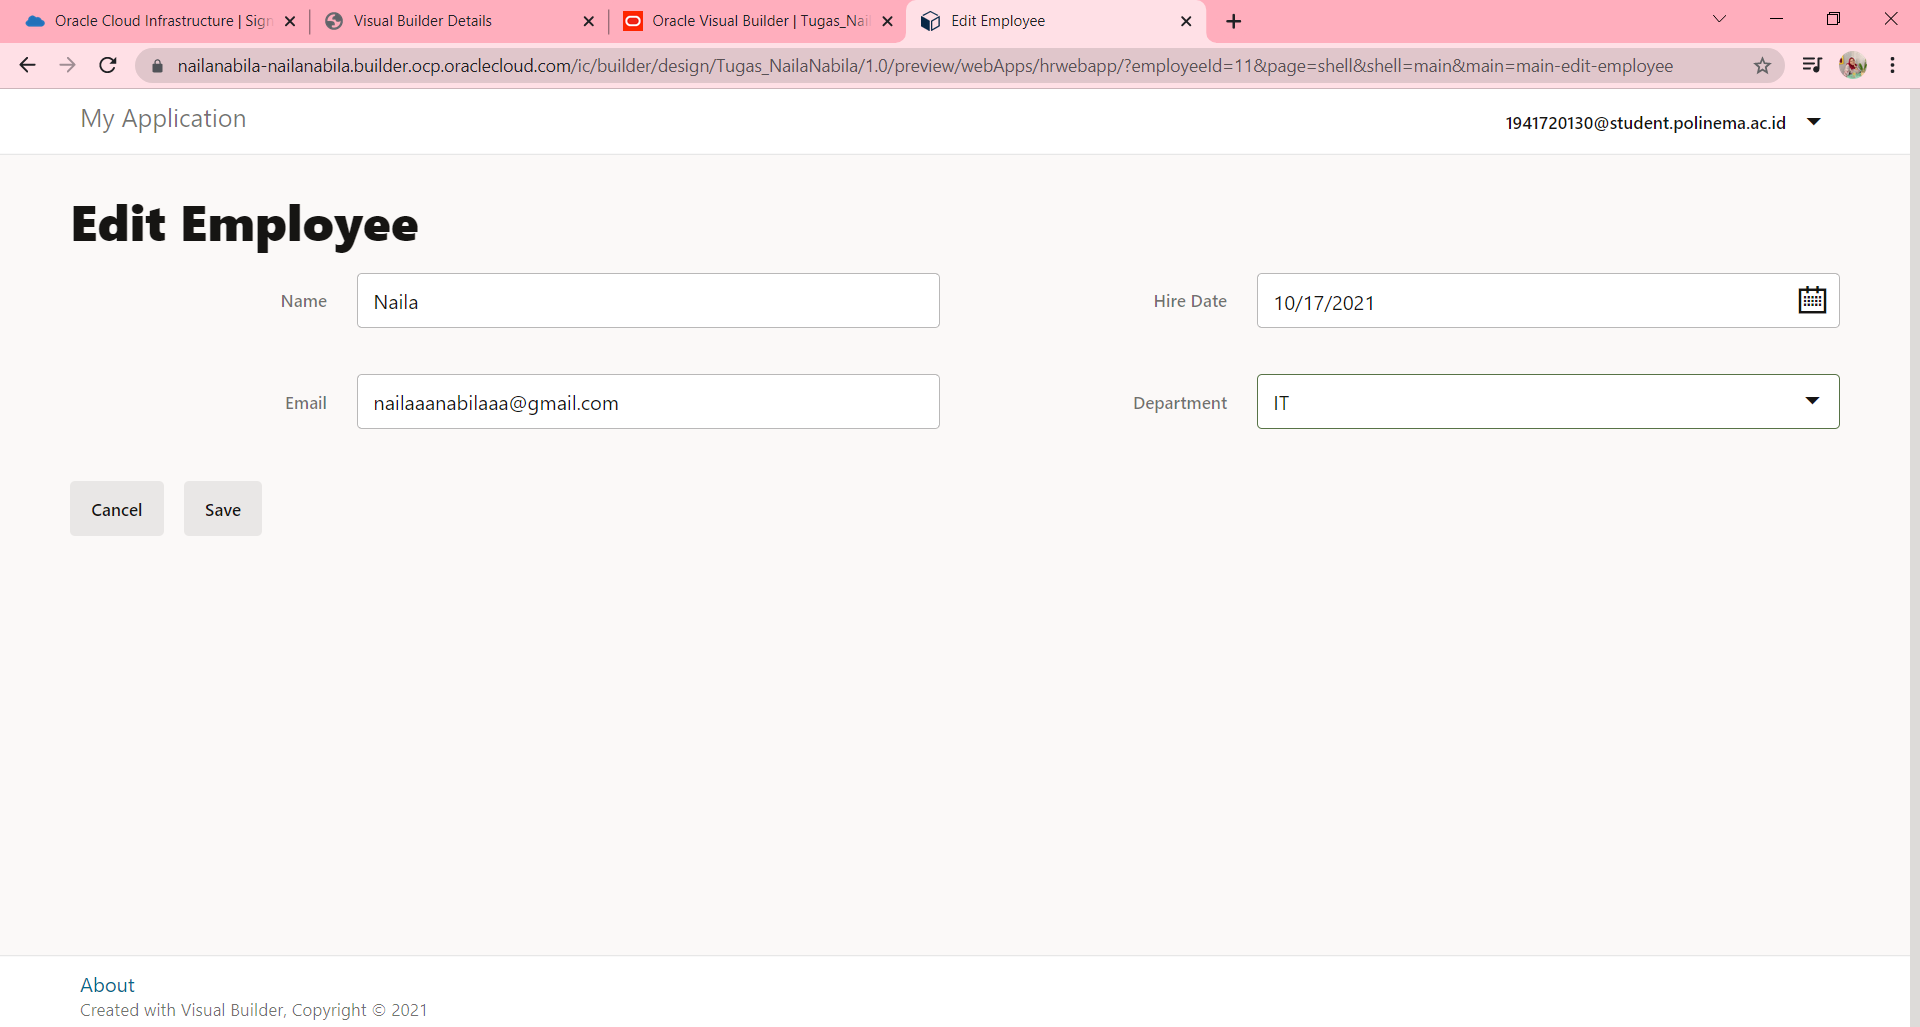 Oracle Cloud Infrastructure | Sign
Visual Builder Details
Oracle Visual Builder | Tugas_Nail
Edit Employee
nailanabila-nailanabila.builder.ocp.oraclecloud.com/ic/builder/design/Tugas_NailaNabila/1.0/preview/webApps/hrwebapp/?employeeId=11&page=shell&shell=main&main=main-edit-employee
My Application
1941720130@student.polinema.ac.id
Edit Employee
Name
Naila
Hire Date
10/17/2021
Email
nailaaanabilaaa@gmail.com
Department
IT
Cancel
Save
About
Created with Visual Builder, Copyright © 2021